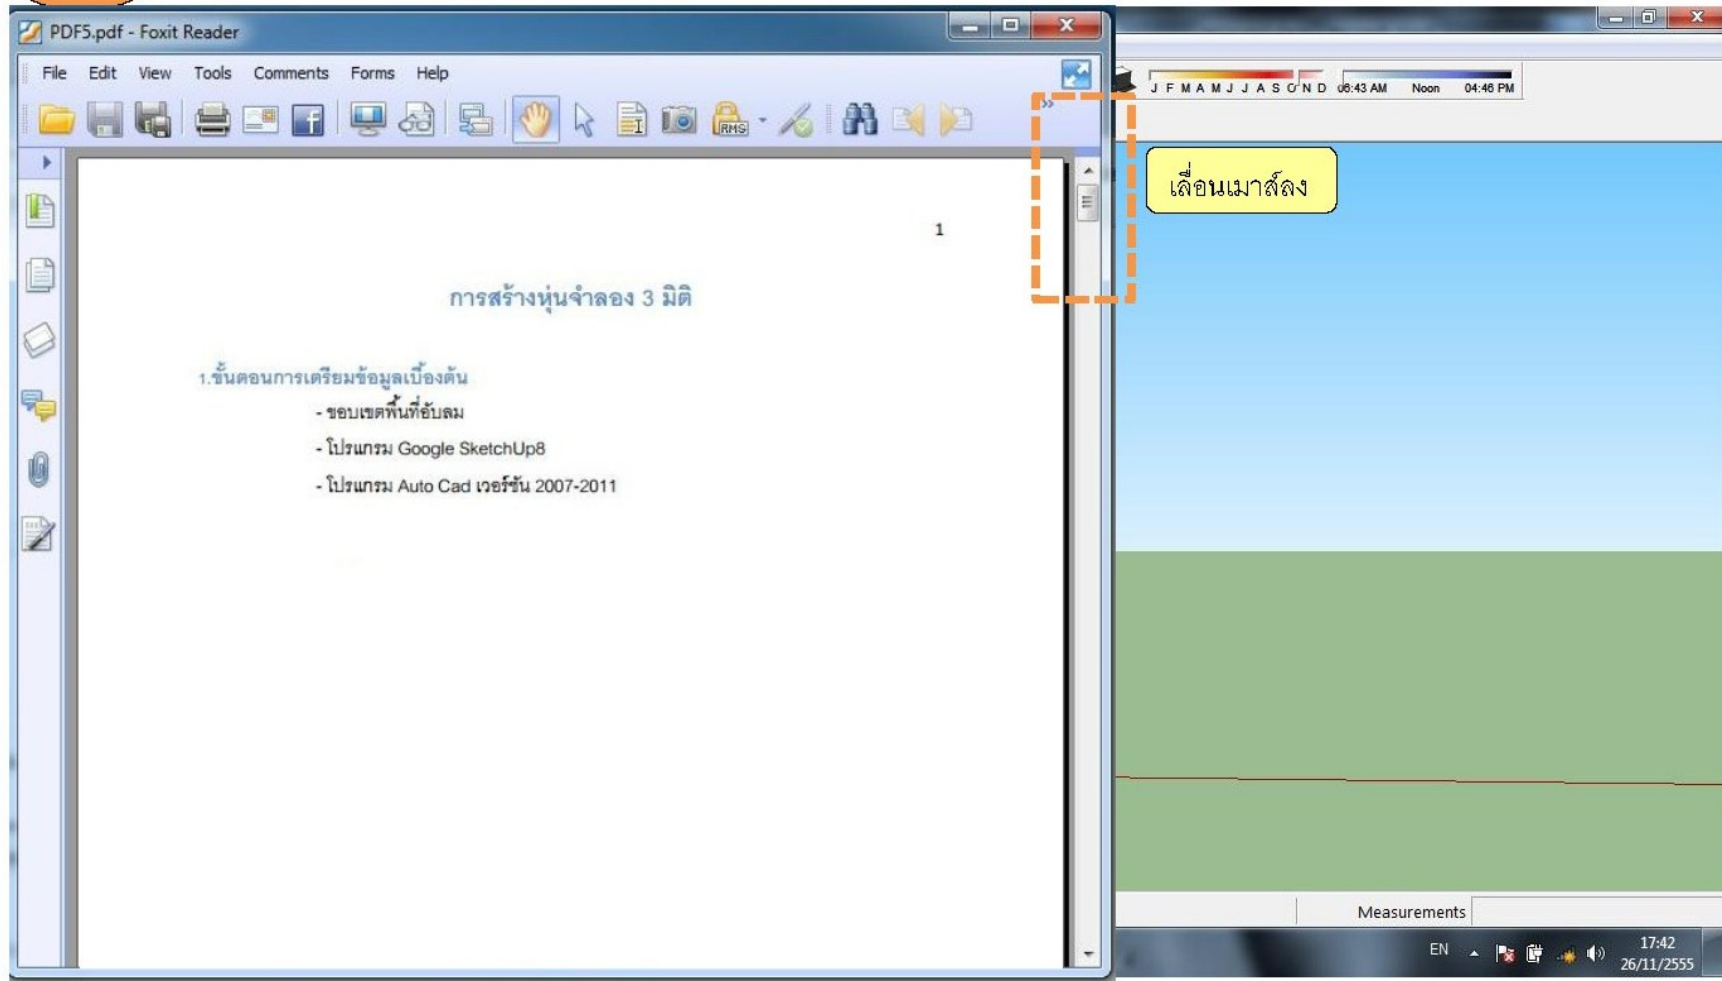 PDF5.pdf - Foxit Reader
File Edit View Tools Comments Forms Help
RMS
J F M A M J J A S O N D 06:43 AM Noon 04:46 PM
เลื่อนเมาส์ลง
1
การสร้างหุ่นจำลอง 3 มิติ
1.ขั้นตอนการเตรียมข้อมูลเบื้องต้น
- ขอบเขตพื้นที่อับลม
- โปรแกรม Google SketchUp8
- โปรแกรม Auto Cad เวอร์ชัน 2007-2011
Measurements
EN 17:42
26/11/2555